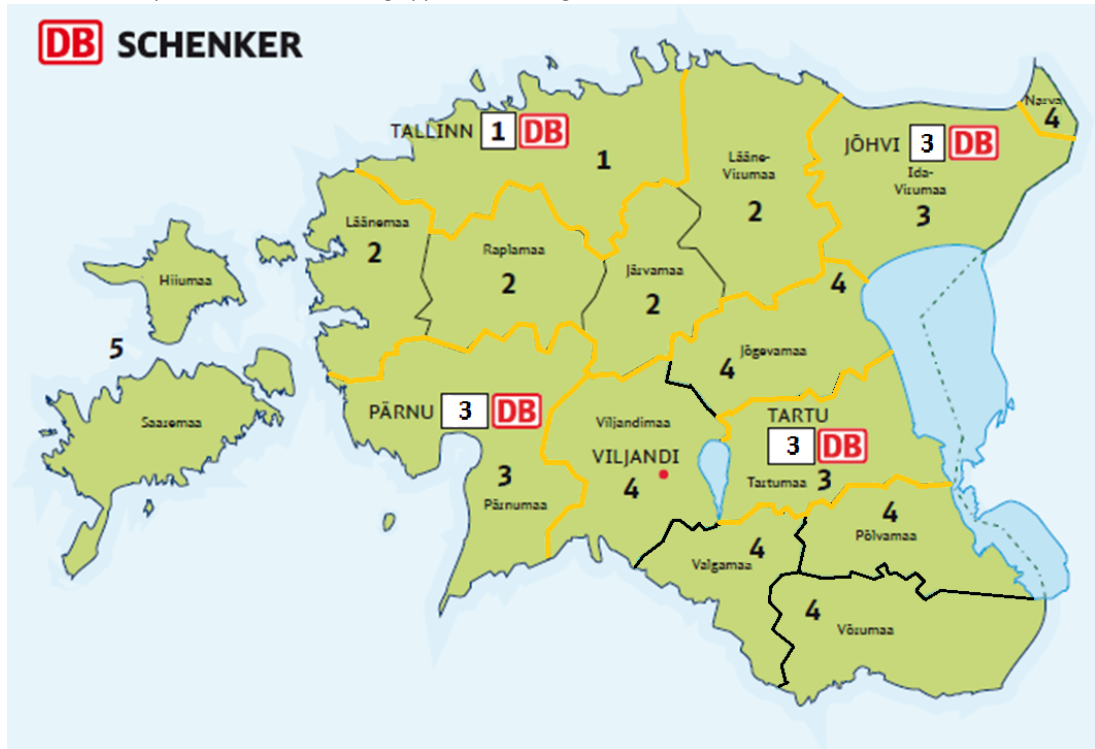 DB SCHENKER
Narva
4
TALLINN 1 DB
1
JÕHVI 3 DB
Ida-
Virumaa
3
Lääne-
Virumaa
2
Läänemaa
2
Raplamaa
2
Järvamaa
2
Hiiumaa
4
5
Jõgevamaa
4
PÄRNU 3 DB
TARTU
3 DB
Saaremaa
Viljandimaa
VILJANDI
4
3
Pärnumaa
Tartumaa 3
4
Põlvamaa
4
Valgamaa
4
Võrumaa